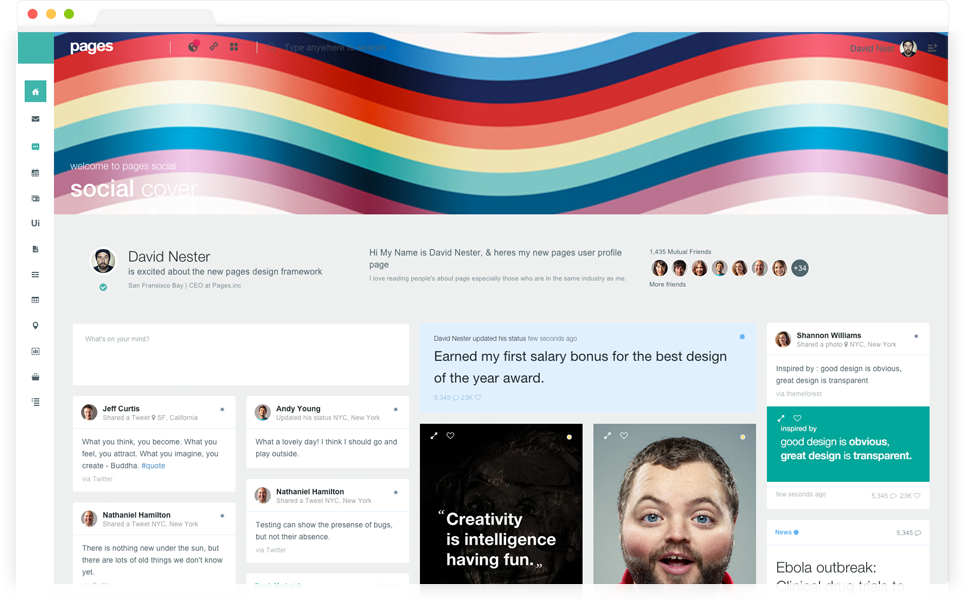 pages
Type anywhere to search
David Nest
welcome to pages social
social cover
Ui
David Nester
is excited about the new pages design framework
San Fransisco Bay | CEO at Pages.inc
Hi My Name is David Nester, & heres my new pages user profile
page
I love reading people's about page especially those who are in the same industry as me.
1,435 Mutual Friends
+34
More friends
What's on your mind?
Jeff Curtis
Shared a Tweet SF, California
What you think, you become. What you
feel, you attract. What you imagine, you
create - Buddha. #quote
via Twitter
Nathaniel Hamilton
Shared a Tweet NYC, New York
There is nothing new under the sun, but
there are lots of old things we don't know
yet.
via Twitter
Andy Young
Updated his status NYC, New York
What a lovely day! I think I should go and
play outside.
Nathaniel Hamilton
Shared a Tweet NYC, New York
Testing can show the presense of bugs,
but not their absence.
via Twitter
David Nester updated his status few seconds ago
Earned my first salary bonus for the best design
of the year award.
5,345 23K
“ Creativity
is intelligence
having fun. „
Shannon Williams
Shared a photo NYC, New York
Inspired by : good design is obvious,
great design is transparent
via themeforest
inspired by
good design is obvious,
great design is transparent.
few seconds ago 5,345 23K
News 5,345
Ebola outbreak:
Clinical drug trials to